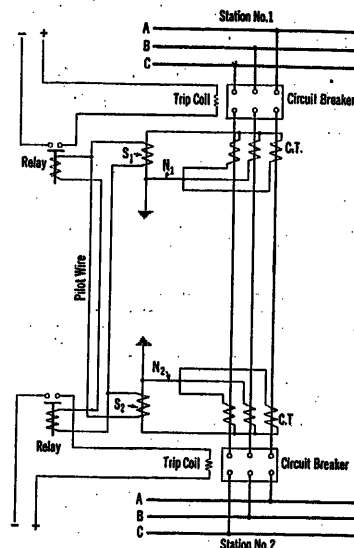 Station No.1
A
B
C
− +
Trip Coil
Circuit Breaker
S1
N1
C.T.
Relay
Pilot Wire
N2
S2
C.T
Relay
Trip Coil
Circuit Breaker
A
B
C
− +
Station No. 2